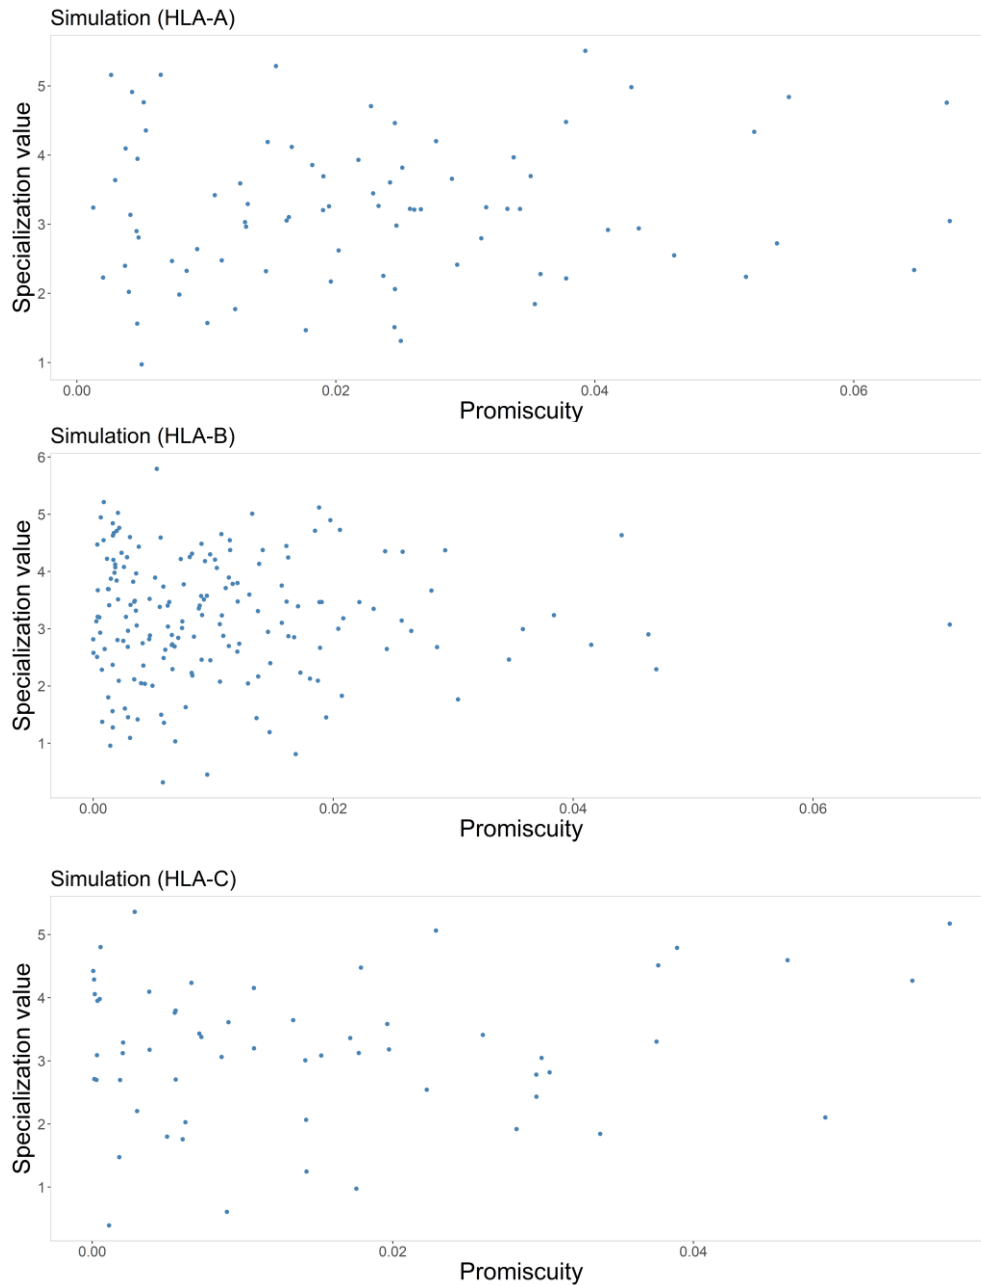 Simulation (HLA-A)
Specialization value
5
4
3
2
1
0.00 0.02 0.04 0.06
Promiscuity
Simulation (HLA-B)
Specialization value
6
5
4
3
2
1
0.00 0.02 0.04 0.06
Promiscuity
Simulation (HLA-C)
Specialization value
5
4
3
2
1
0.00 0.02 0.04
Promiscuity